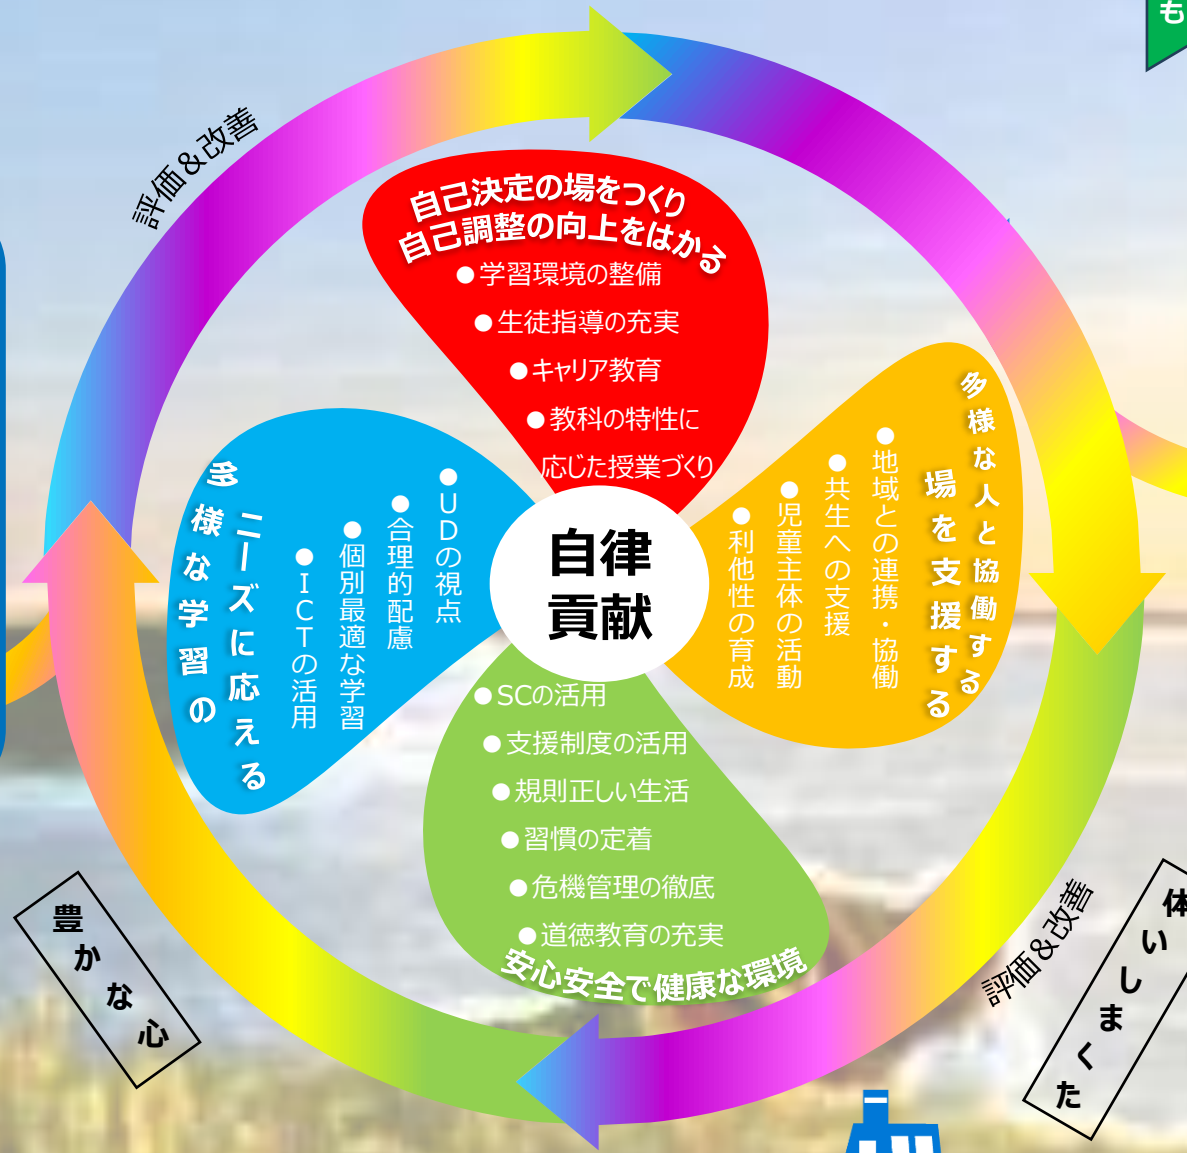 も
評価&改善
自己決定の場をつくり
自己調整の向上をはかる
●学習環境の整備
●生徒指導の充実
●キャリア教育
●教科の特性に
応じた授業づくり
多様な人と協働する
場を支援する
●地域との連携・協働
●共生への支援
●児童主体の活動
●利他性の育成
自律
貢献
●UDの視点
●合理的配慮
●個別最適な学習
●ICTの活用
多様な学習の
ニーズに応える
●SCの活用
●支援制度の活用
●規則正しい生活
●習慣の定着
●危機管理の徹底
●道徳教育の充実
安心安全で健康な環境
評価&改善
豊かな心
たくましい体